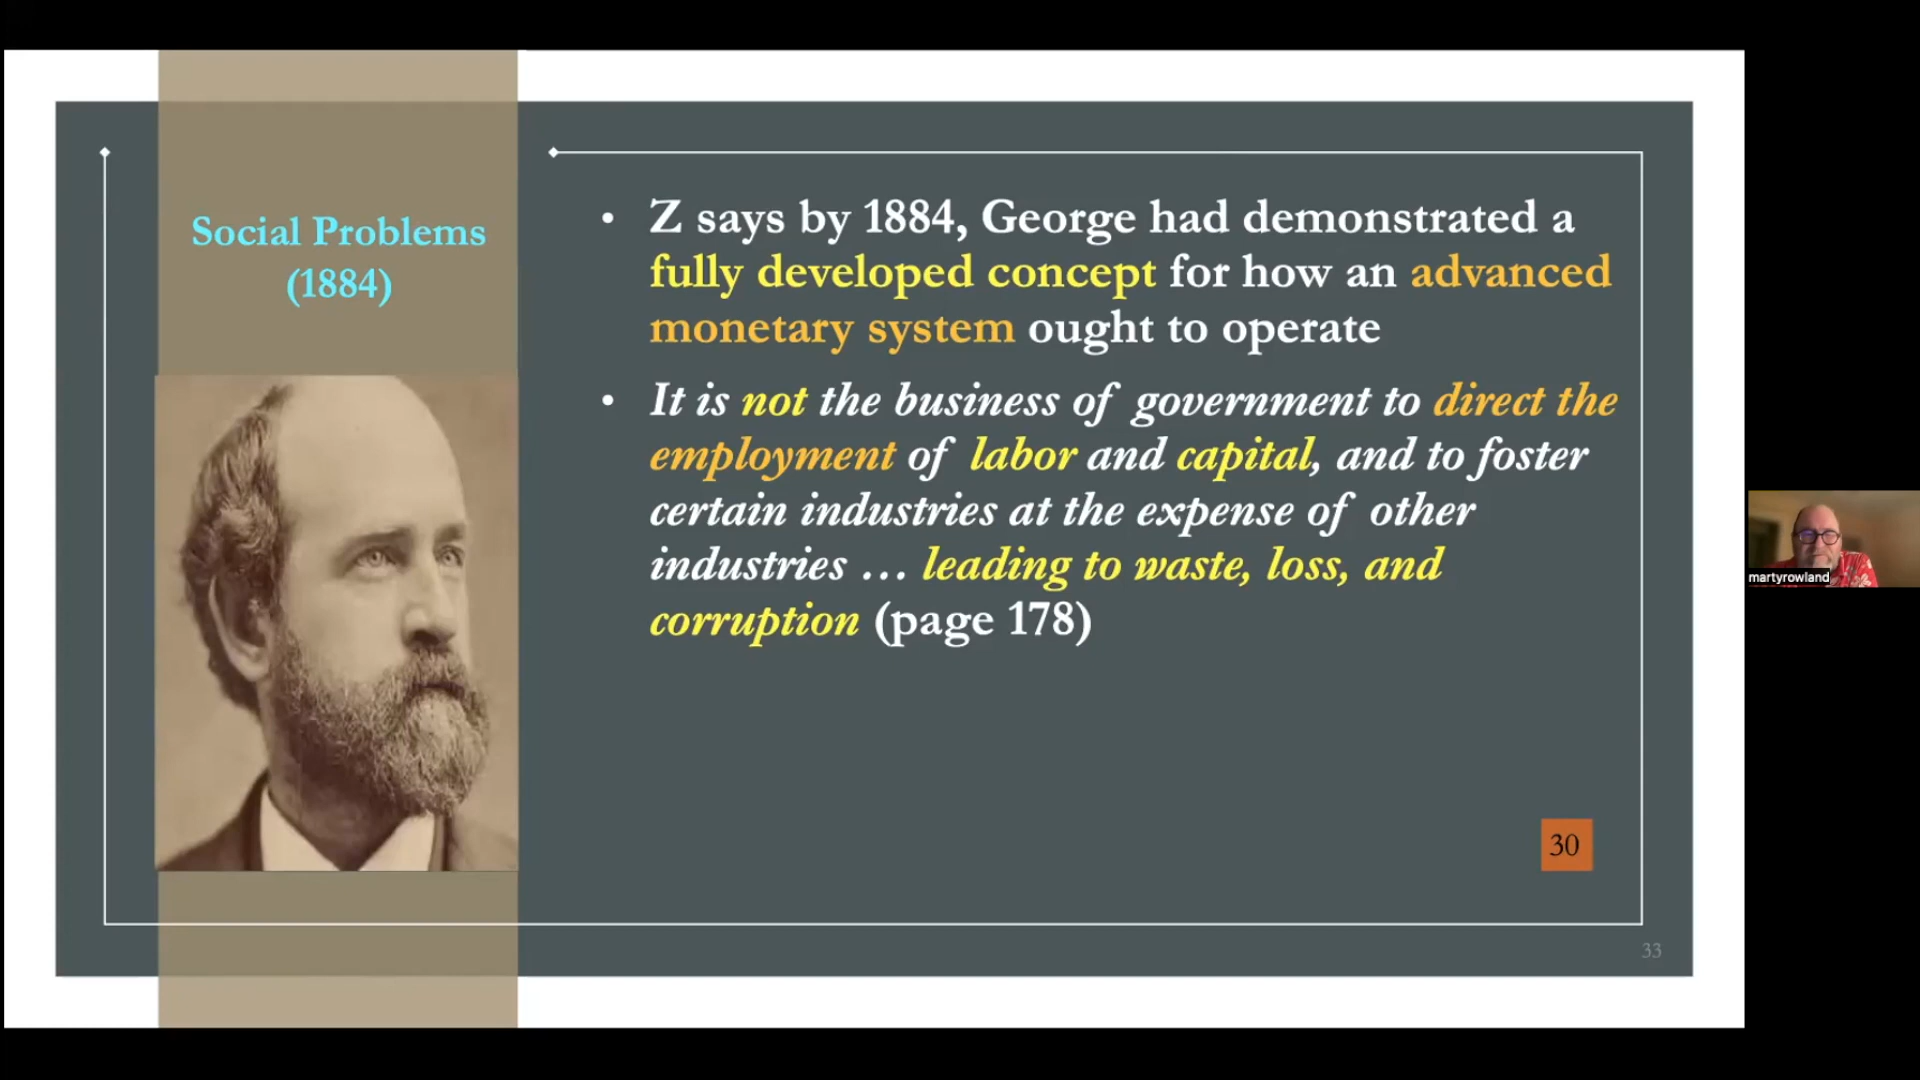 Social Problems
(1884)
• Z says by 1884, George had demonstrated a
fully developed concept for how an advanced
monetary system ought to operate
• It is not the business of government to direct the
employment of labor and capital, and to foster
certain industries at the expense of other
industries … leading to waste, loss, and
corruption (page 178)
30
33
martyrowland